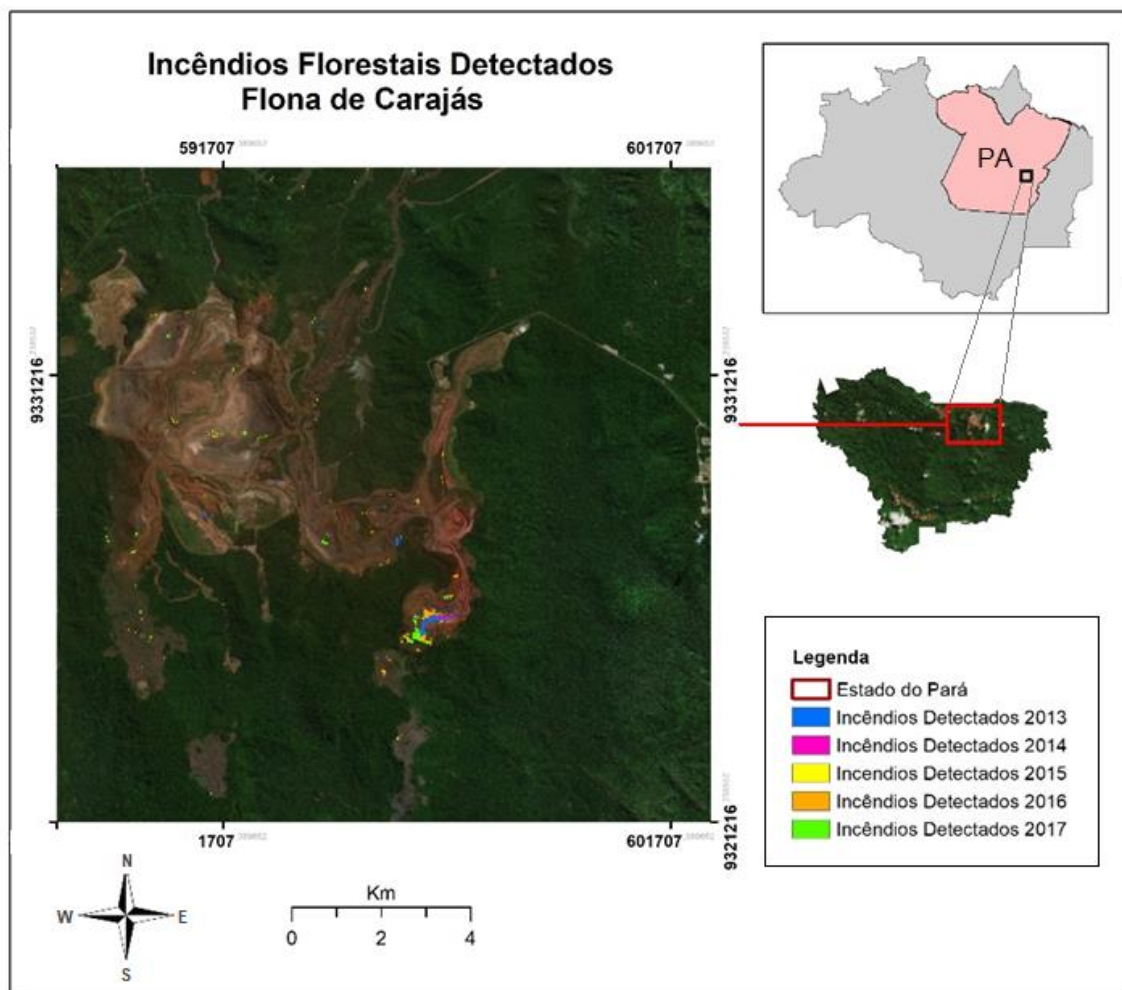 Incêndios Florestais Detectados
Flona de Carajás
591707
601707
PA
9331216
9331216
1707
601707
9321216
Legenda
Estado do Pará
Incêndios Detectados 2013
Incêndios Detectados 2014
Incendios Detectados 2015
Incêndios Detectados 2016
Incêndios Detectados 2017
N
W E
S
Km
0 2 4